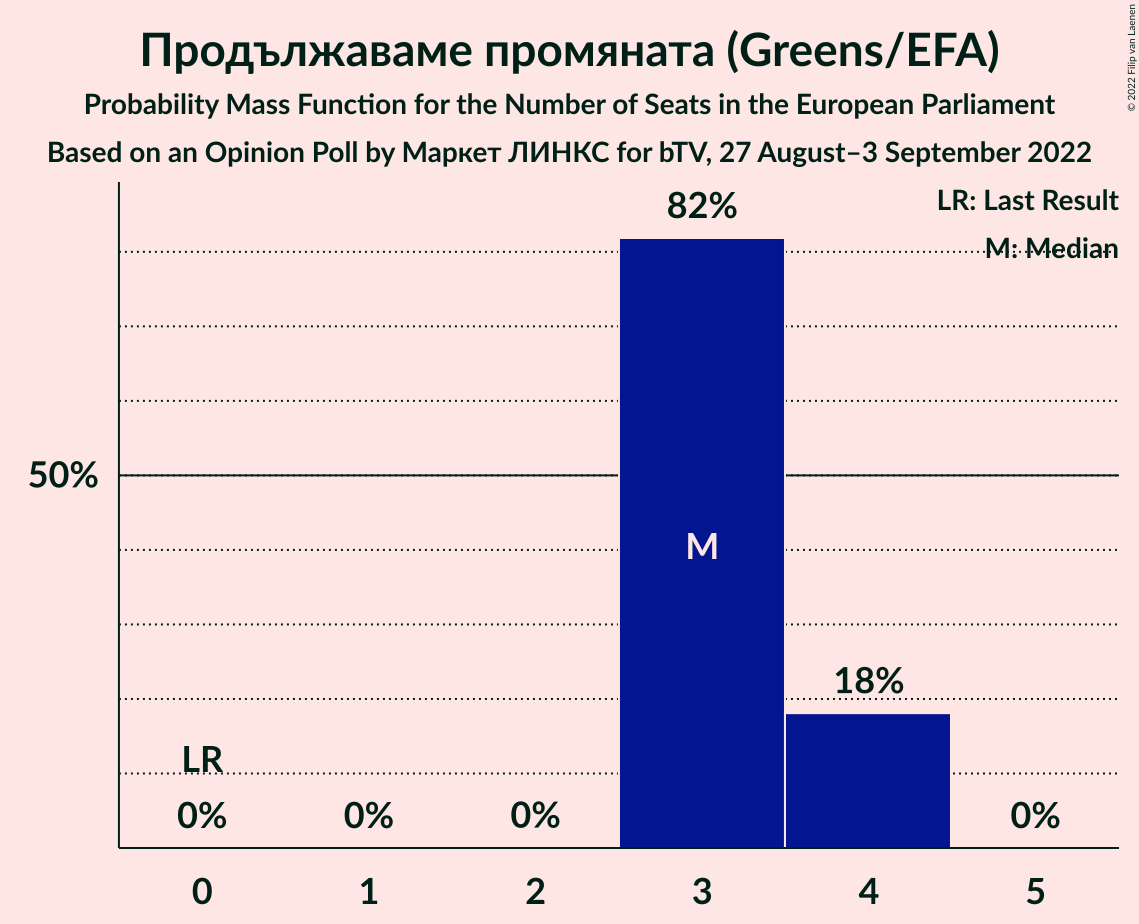 Продължаваме промяната (Greens/EFA)
Probability Mass Function for the Number of Seats in the European Parliament
Based on an Opinion Poll by Маркет ЛИНКС for bTV, 27 August–3 September 2022
© 2022 Filip van Laenen
LR: Last Result
M: Median
82%
50%
M
18%
LR
0% 0% 0% 0%
0 1 2 3 4 5